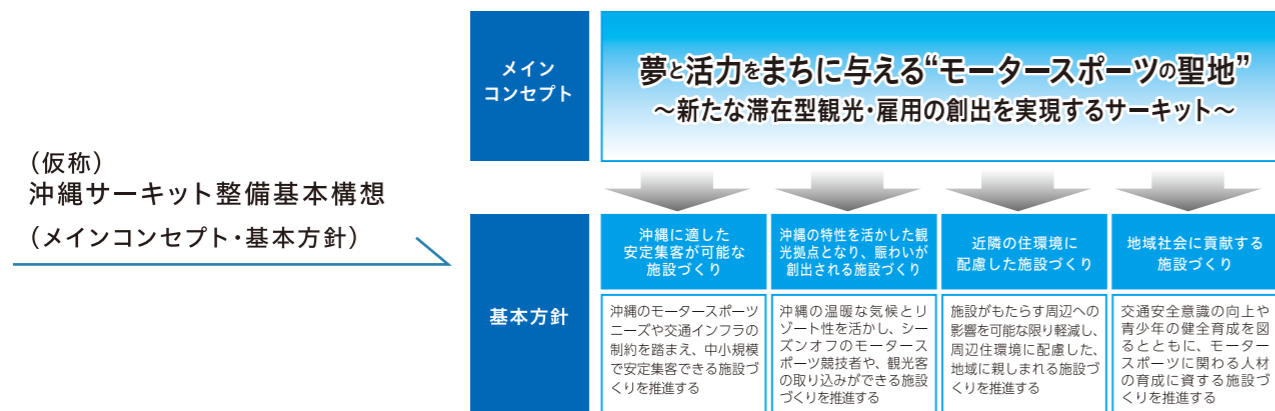 (仮称)
沖縄サーキット整備基本構想
(メインコンセプト・基本方針)
メイン
コンセプト
夢と活力をまちに与える“モータースポーツの聖地”
～新たな滞在型観光・雇用の創出を実現するサーキット～
基本方針
沖縄に適した
安定集客が可能な
施設づくり
沖縄のモータースポーツ
ニーズや交通インフラの
制約を踏まえ、中小規模
で安定集客できる施設づ
くりを推進する
沖縄の特性を活かした観
光拠点となり、賑わいが
創出される施設づくり
沖縄の温暖な気候とリ
ゾート性を活かし、シー
ズンオフのモータース
ポーツ競技者や、観光客
の取り込みができる施設
づくりを推進する
近隣の住環境に
配慮した施設づくり
施設がもたらす周辺への
影響を可能な限り軽減し、
周辺住環境に配慮した、
地域に親しまれる施設づ
くりを推進する
地域社会に貢献する
施設づくり
交通安全意識の向上や
青少年の健全育成を図
るとともに、モーター
スポーツに関わる人材
の育成に資する施設づ
くりを推進する